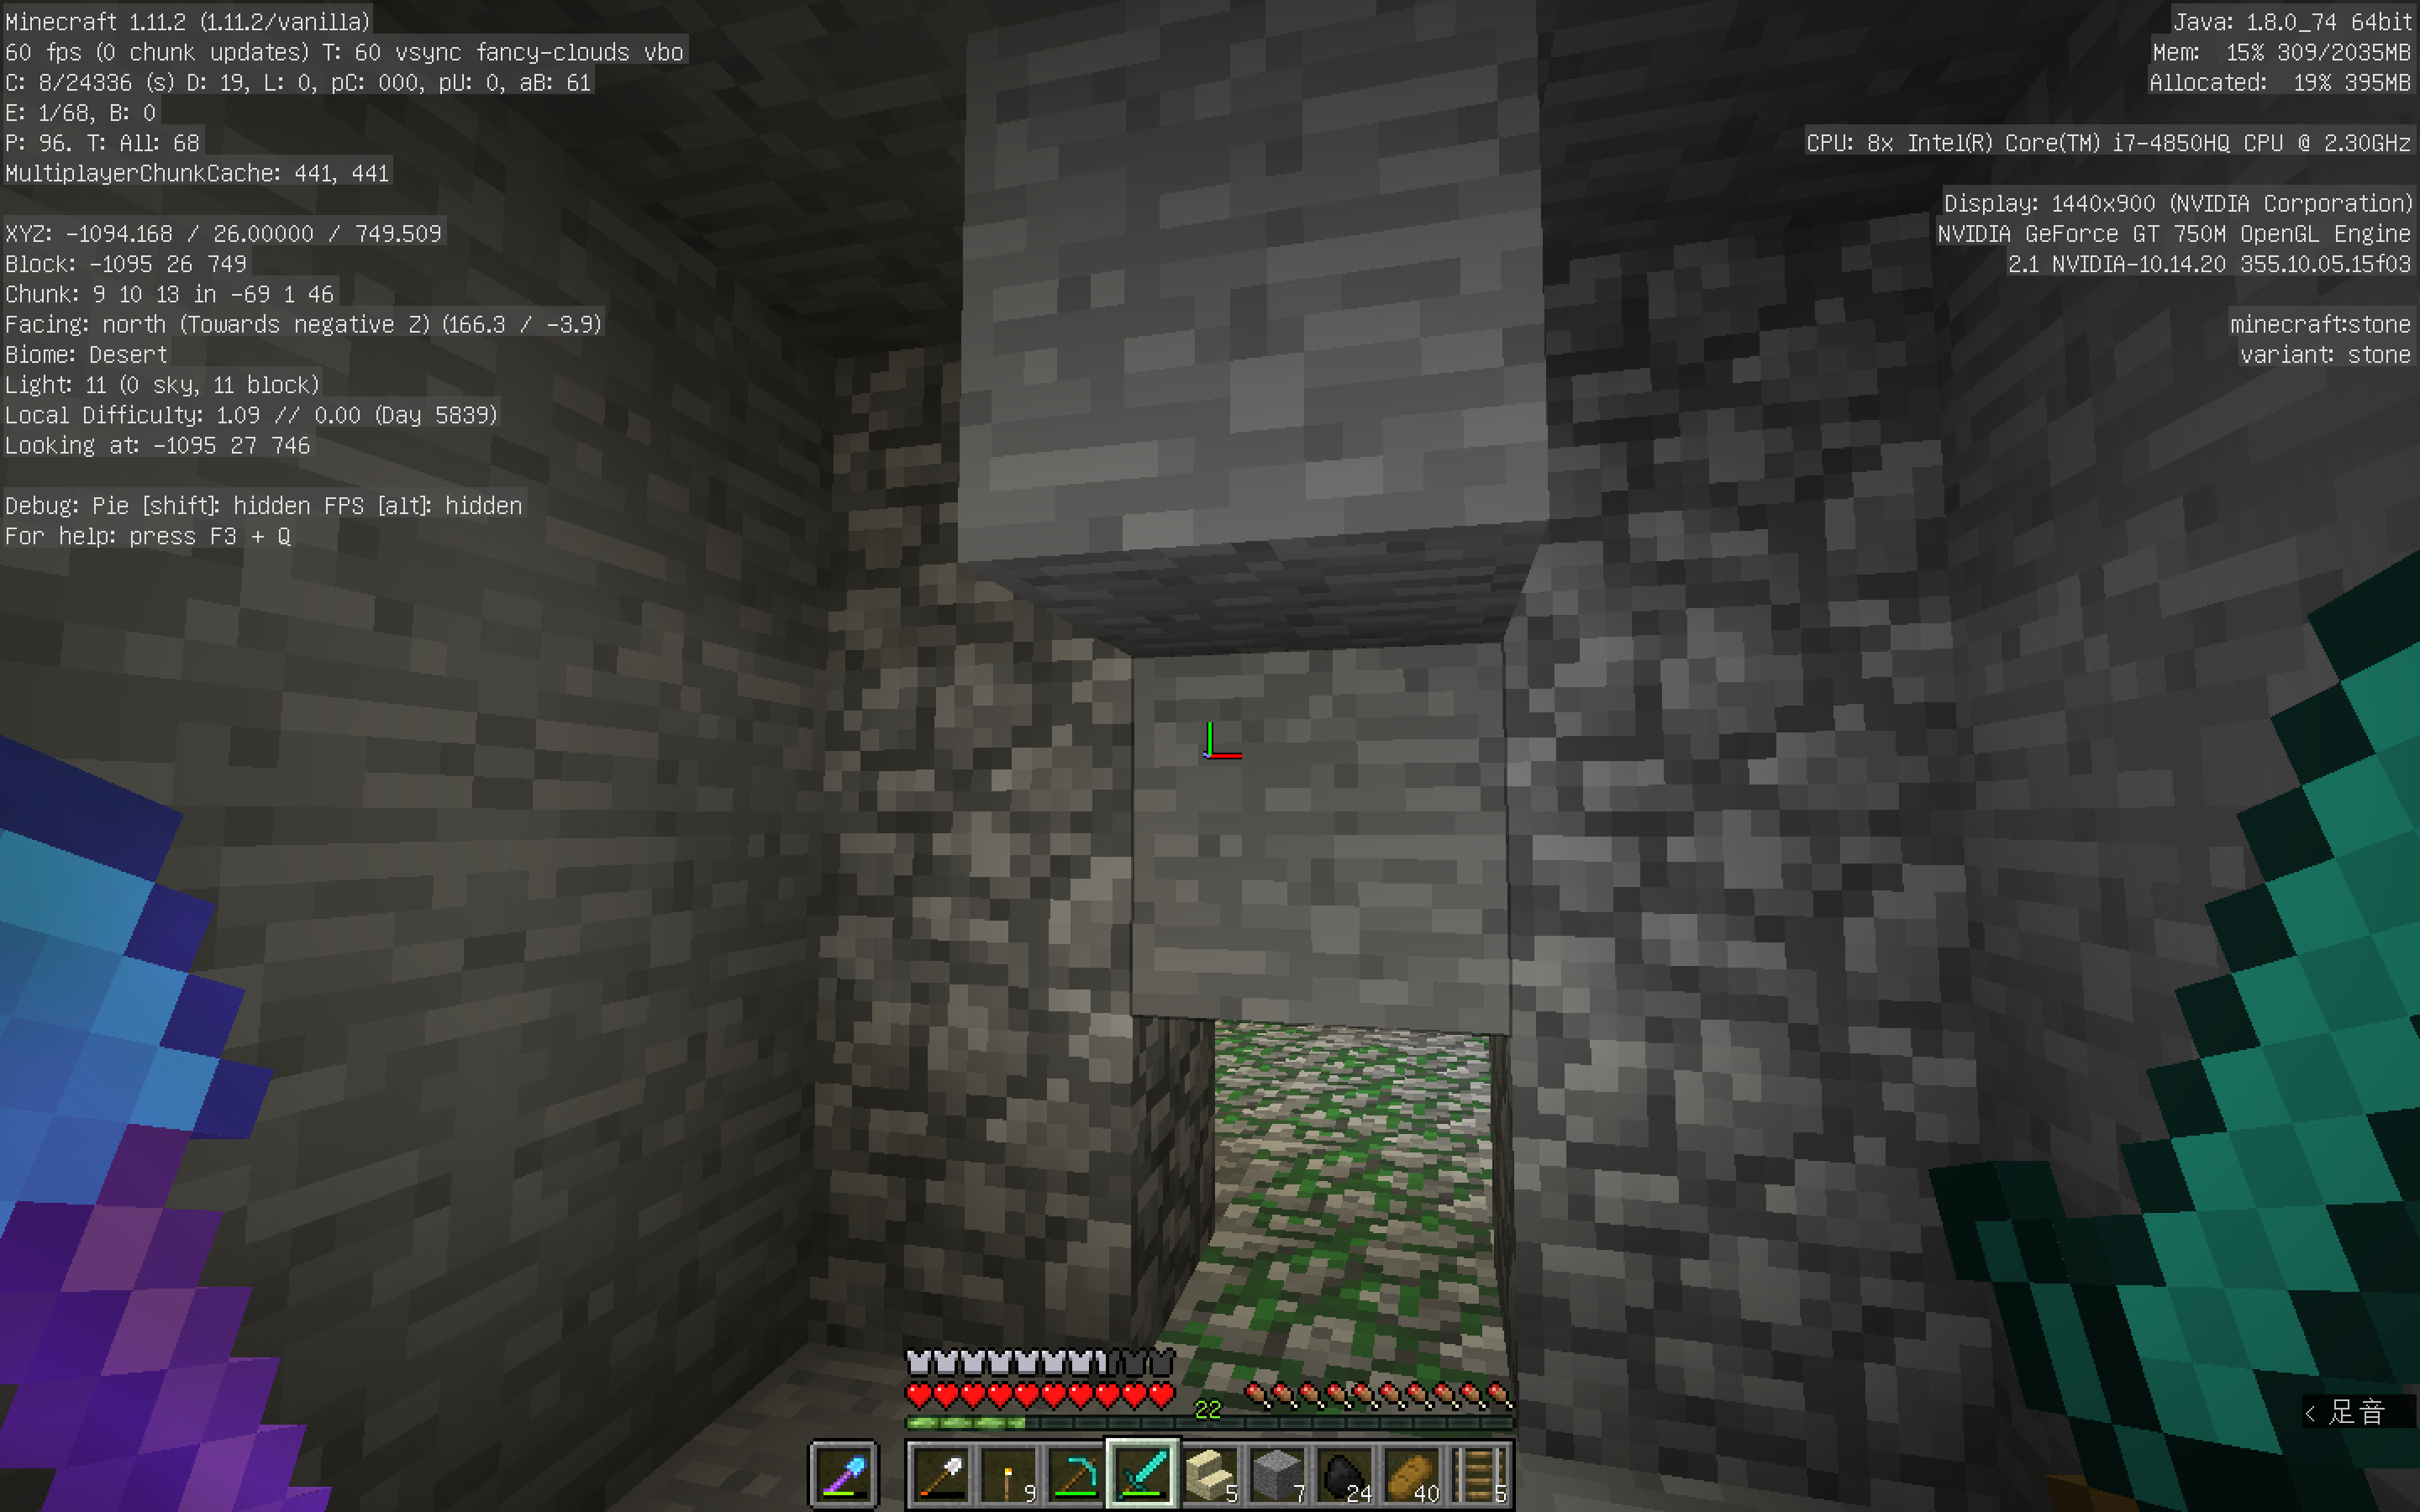 Minecraft 1.11.2 (1.11.2/vanilla)
60 fps (0 chunk updates) T: 60 vsync fancy-clouds vbo
C: 8/24336 (s) D: 19, L: 0, pC: 000, pU: 0, aB: 61
E: 1/68, B: 0
P: 96. T: All: 68
MultiplayerChunkCache: 441, 441
XYZ: -1094.168 / 26.00000 / 749.509
Block: -1095 26 749
Chunk: 9 10 13 in -69 1 46
Facing: north (Towards negative Z) (166.3 / -3.9)
Biome: Desert
Light: 11 (0 sky, 11 block)
Local Difficulty: 1.09 // 0.00 (Day 5839)
Looking at: -1095 27 746
Debug: Pie [shift]: hidden FPS [alt]: hidden
For help: press F3 + Q
Java: 1.8.0_74 64bit
Mem: 15% 309/2035MB
Allocated: 19% 395MB
CPU: 8x Intel(R) Core(TM) i7-4850HQ CPU @ 2.30GHz
Display: 1440x900 (NVIDIA Corporation)
NVIDIA GeForce GT 750M OpenGL Engine
2.1 NVIDIA-10.14.20 355.10.05.15f03
minecraft:stone
variant: stone
< 足音
22
9 5 7 24 40 5